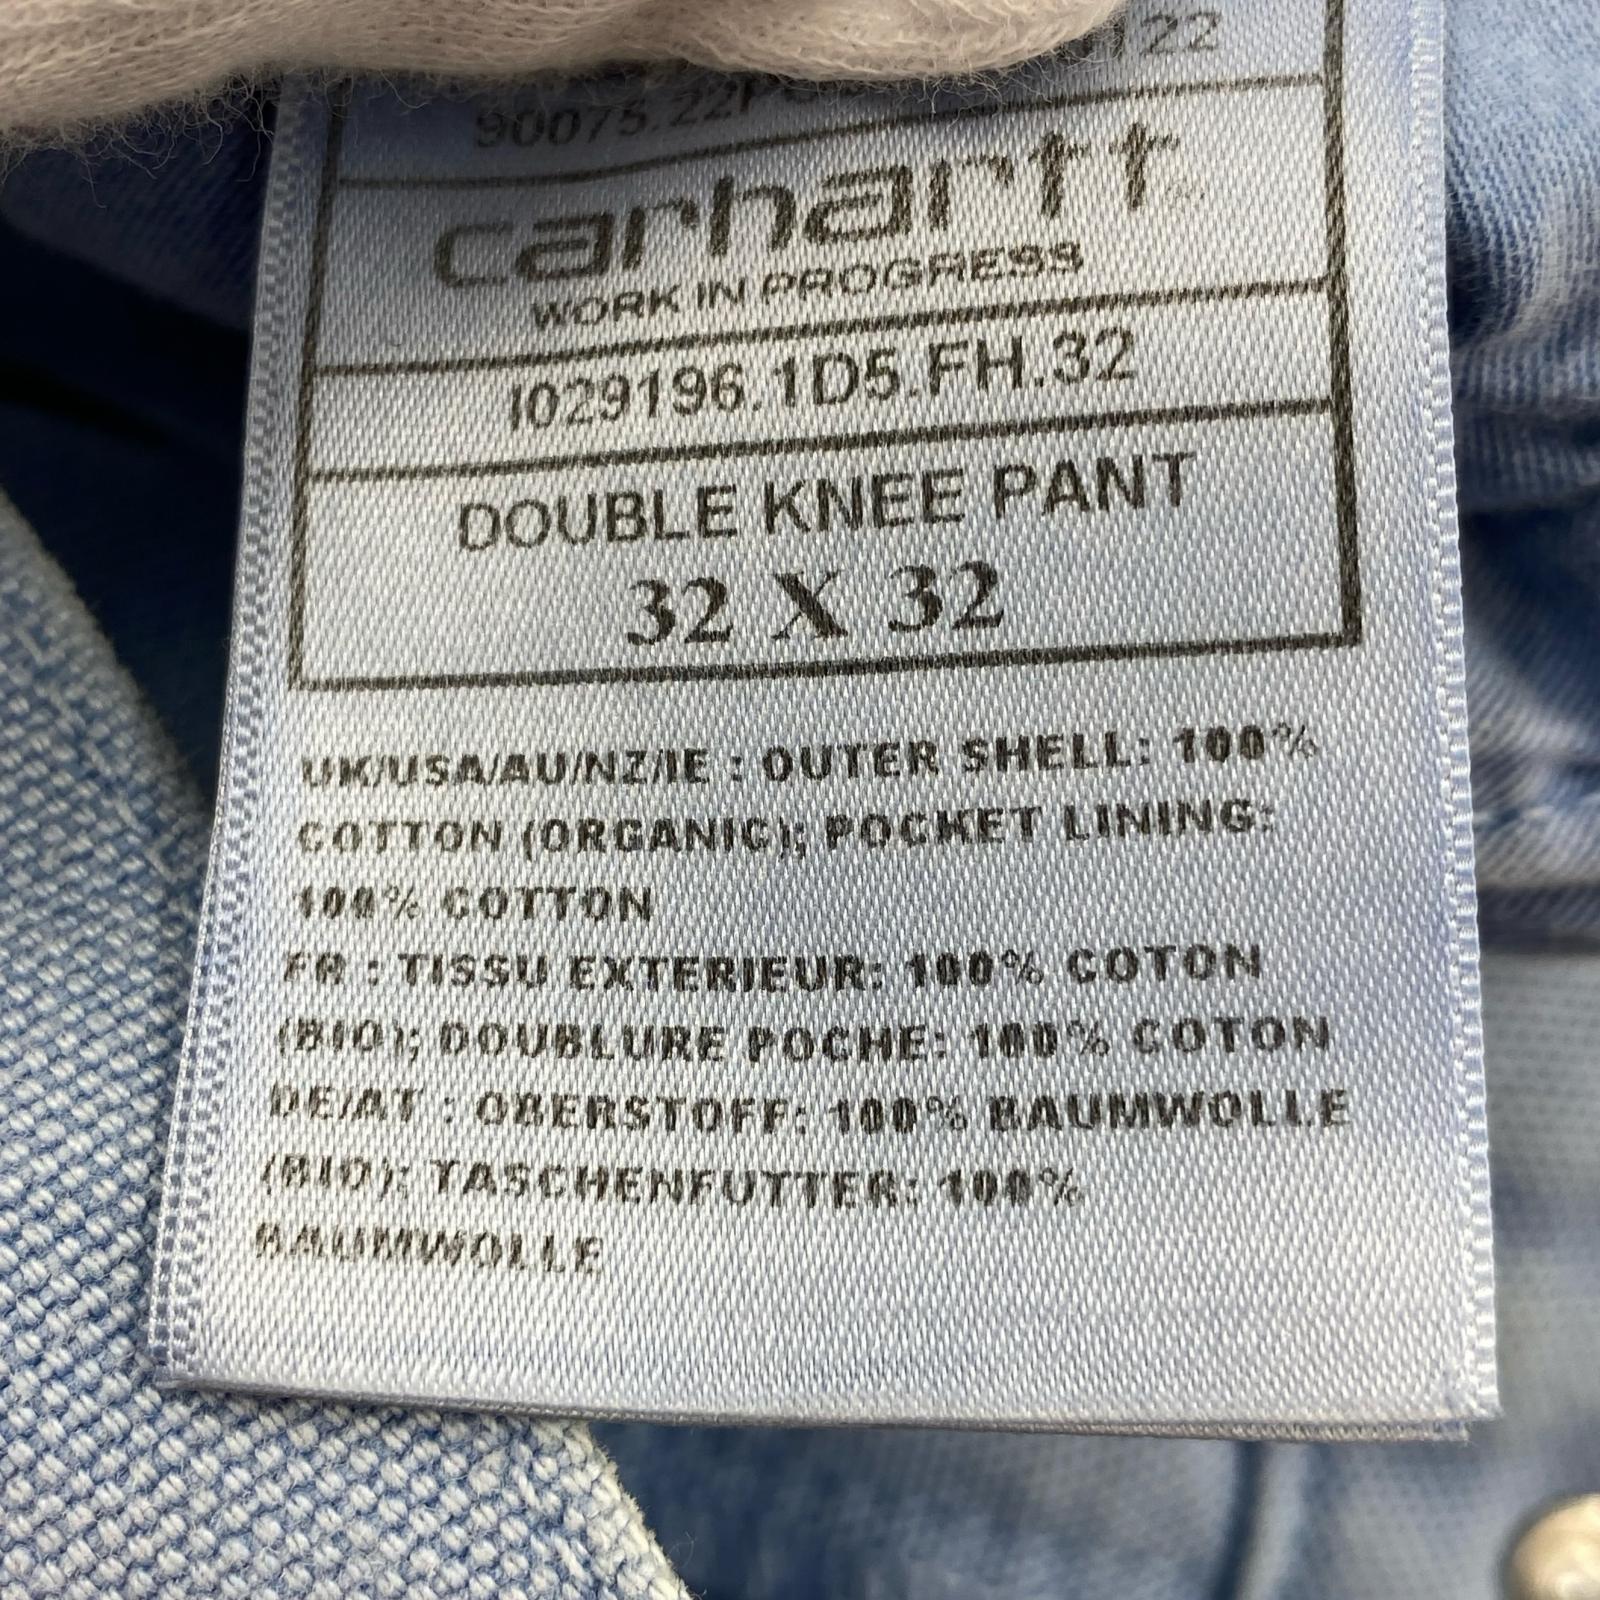 carhartt
WORK IN PROGRESS
I029196.1D5.FH.32
DOUBLE KNEE PANT
32 X 32
UK/USA/AU/NZ/IE : OUTER SHELL: 100%
COTTON (ORGANIC); POCKET LINING:
100% COTTON
FR : TISSU EXTERIEUR: 100% COTON
(BIO); DOUBLURE POCHE: 100% COTON
DE/AT : OBERSTOFF: 100% BAUMWOLLE
(BIO); TASCHENFUTTER: 100%
BAUMWOLLE